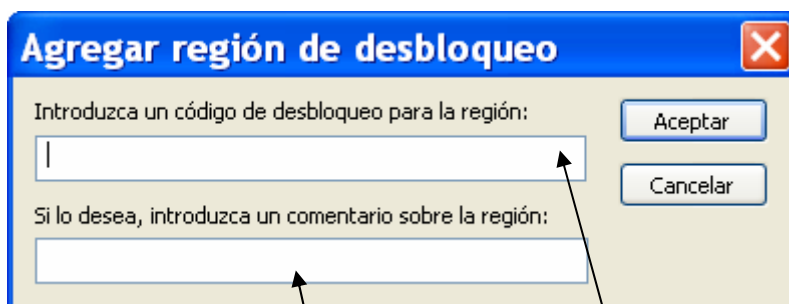 Agregar región de desbloqueo
Introduzca un código de desbloqueo para la región:
Aceptar
Cancelar
Si lo desea, introduzca un comentario sobre la región: